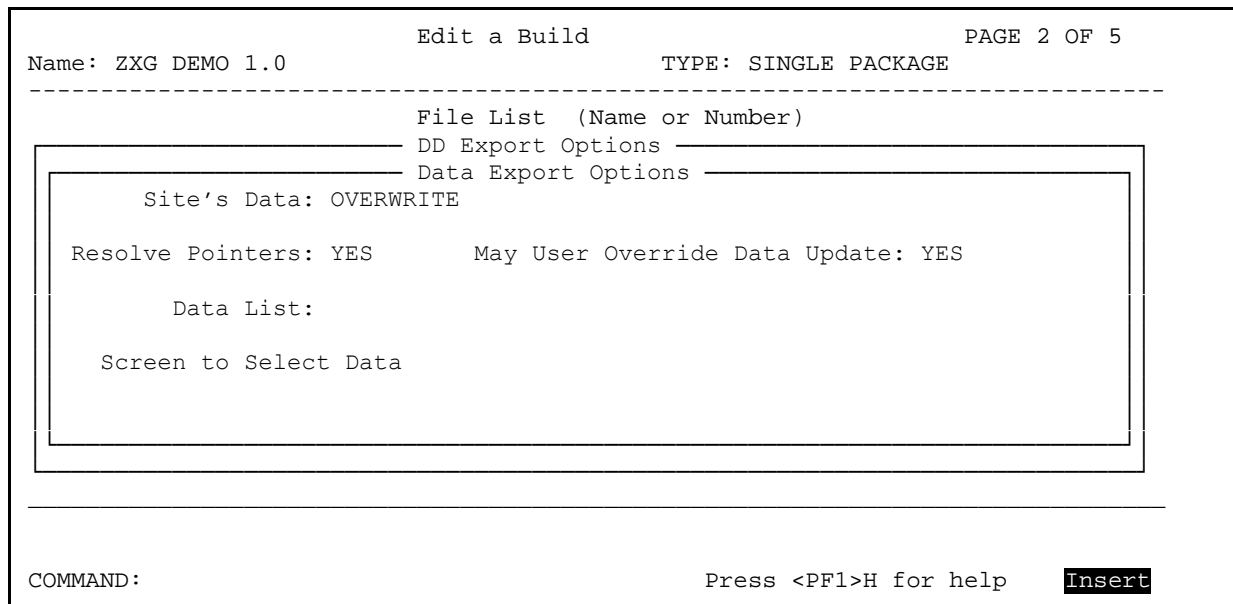 Edit a Build PAGE 2 OF 5
Name: ZXG DEMO 1.0 TYPE: SINGLE PACKAGE
-------------------------------------------------------------------------------
File List (Name or Number)
DD Export Options
Data Export Options
Site’s Data: OVERWRITE
Resolve Pointers: YES May User Override Data Update: YES
Data List:
Screen to Select Data
COMMAND: Press <PF1>H for help Insert